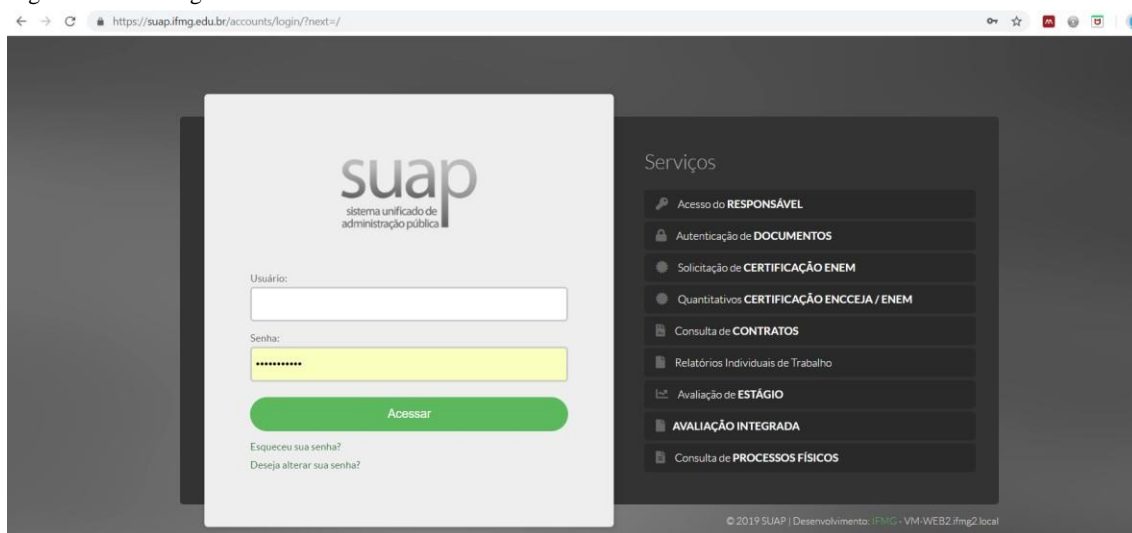 https://suap.ifmg.edu.br/accounts/login/?next=/
suap
sistema unificado de
administração pública
Usuário:
Senha:
•••••••••••
Acessar
Esqueceu sua senha?
Deseja alterar sua senha?
Serviços
Acesso do RESPONSÁVEL
Autenticação de DOCUMENTOS
Solicitação de CERTIFICAÇÃO ENEM
Quantitativos CERTIFICAÇÃO ENCCEJA / ENEM
Consulta de CONTRATOS
Relatórios Individuais de Trabalho
Avaliação de ESTÁGIO
AVALIAÇÃO INTEGRADA
Consulta de PROCESSOS FÍSICOS
© 2019 SUAP | Desenvolvimento: IFMG - VM-WEB2.ifmg2.local